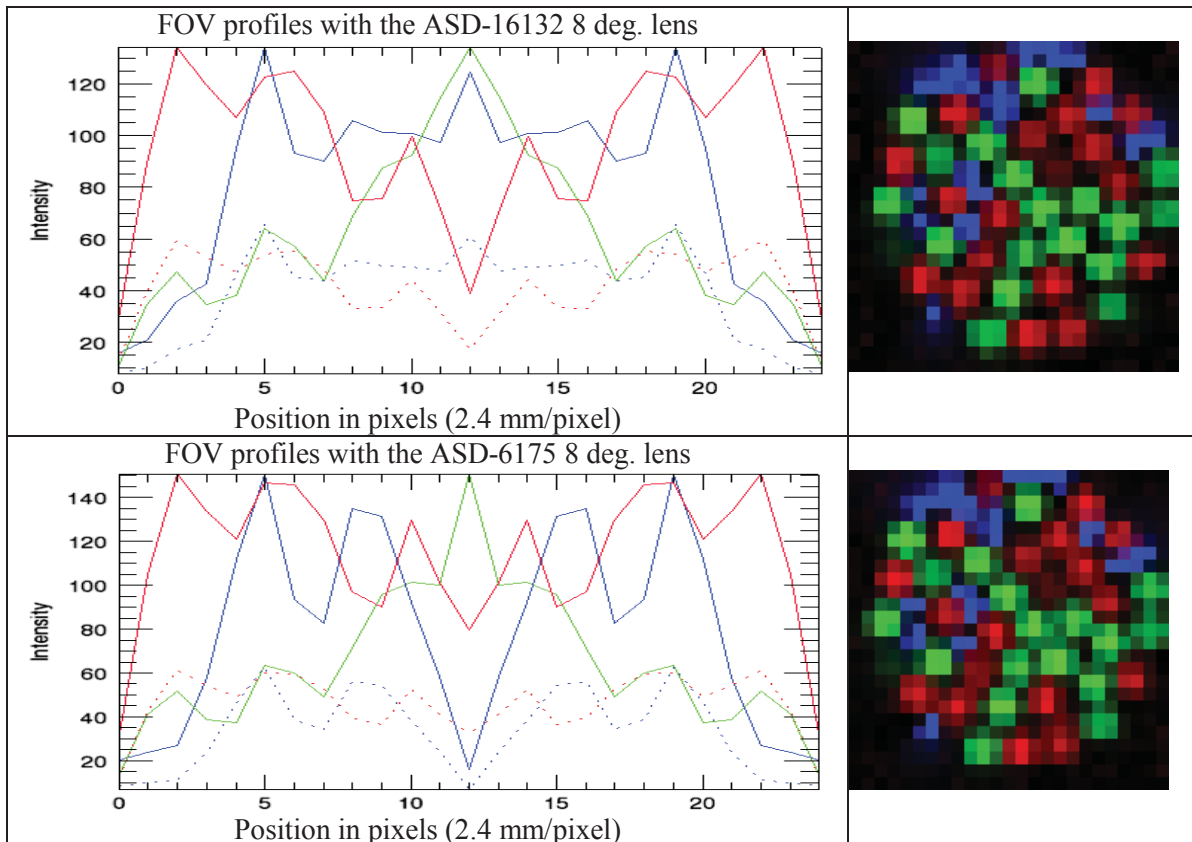 FOV profiles with the ASD-16132 8 deg. lens
120
100
80
60
40
20
Intensity
0 5 10 15 20
Position in pixels (2.4 mm/pixel)
FOV profiles with the ASD-6175 8 deg. lens
140
120
100
80
60
40
20
Intensity
0 5 10 15 20
Position in pixels (2.4 mm/pixel)